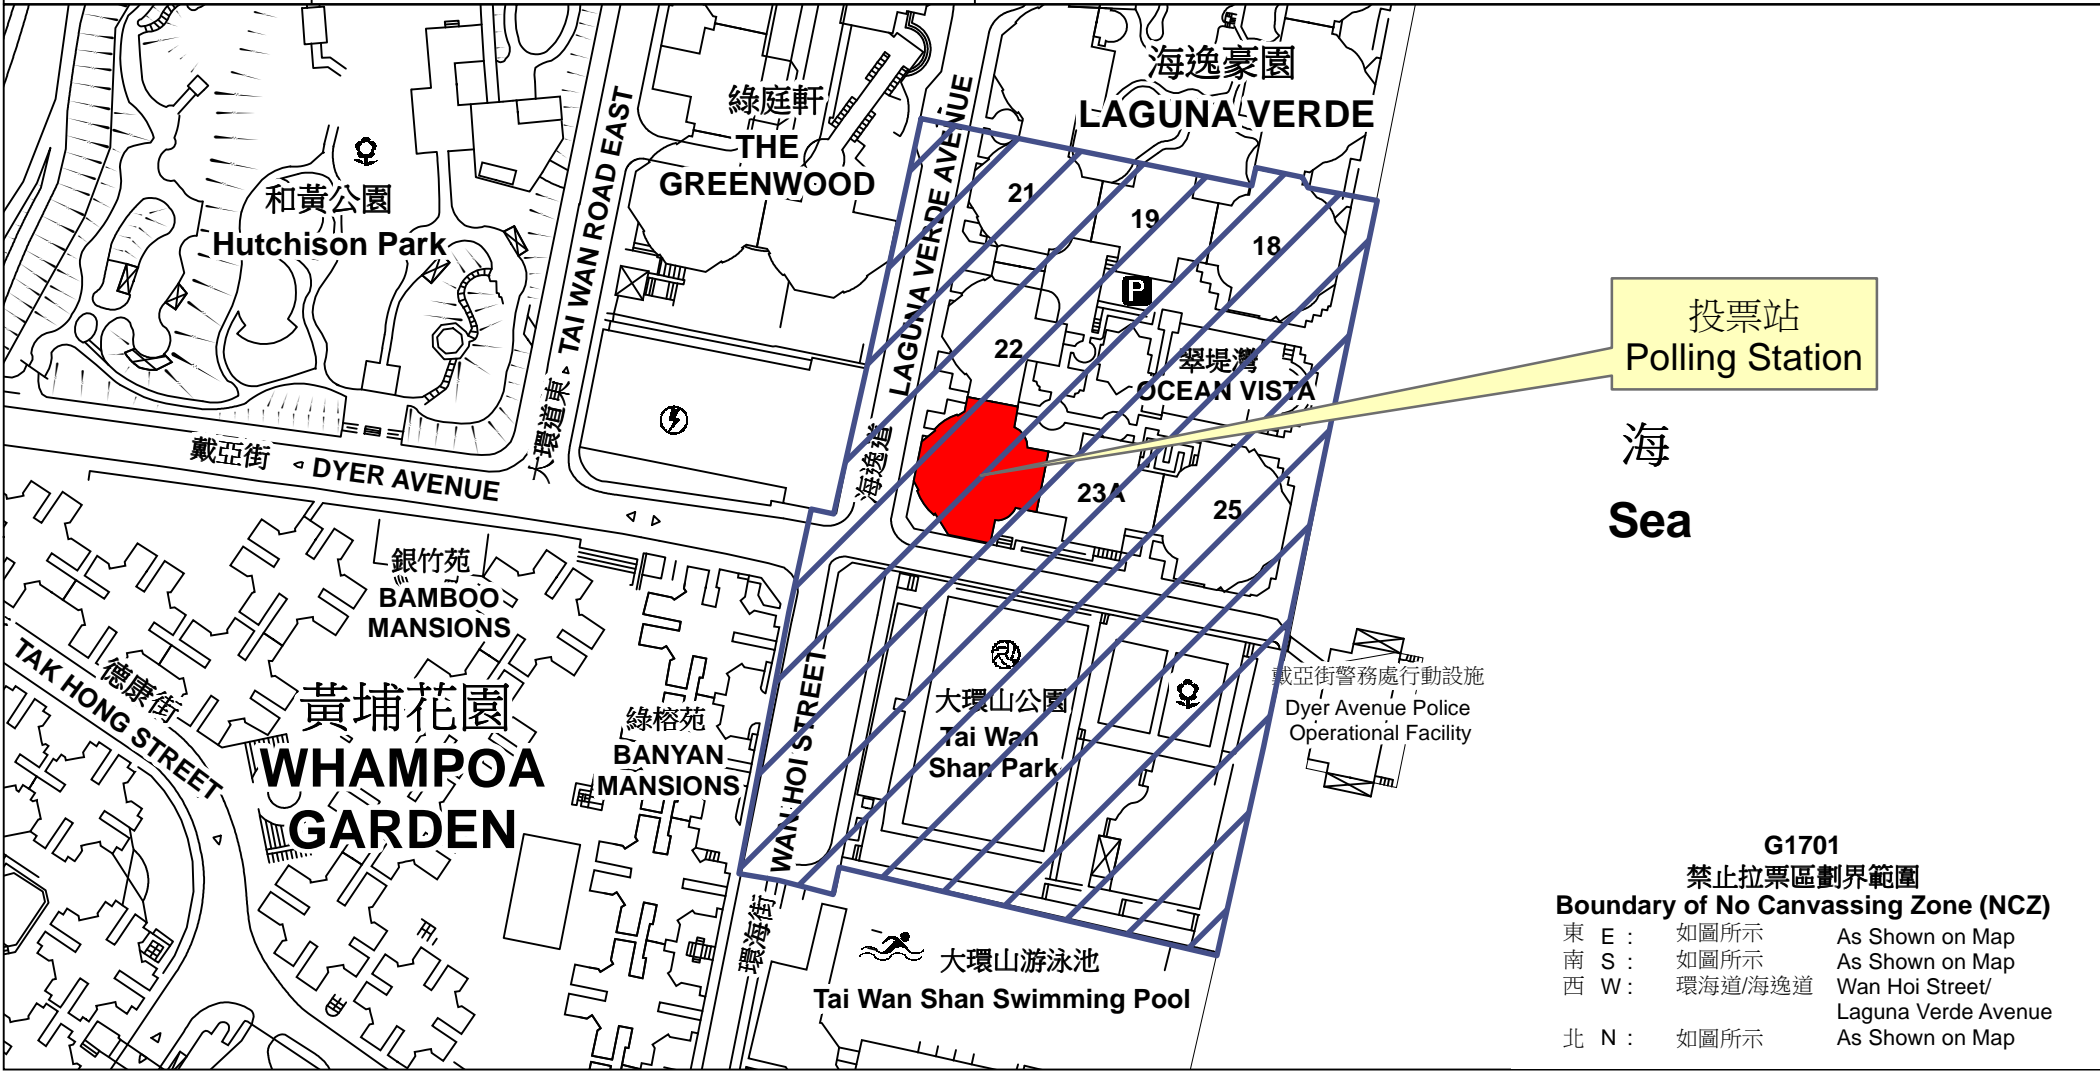 海逸豪園
LAGUNA VERDE
綠庭軒
THE
GREENWOOD
LAGUNA VERDE AVENUE
海逸道
大環道東
TAI WAN ROAD EAST
和黃公園
Hutchison Park
21
19
18
P
22
翠堤灣
OCEAN VISTA
投票站
Polling Station
海
Sea
戴亞街
DYER AVENUE
23A
25
銀竹苑
BAMBOO
MANSIONS
德康街
TAK HONG STREET
黃埔花園
WHAMPOA
GARDEN
綠榕苑
BANYAN
MANSIONS
WAN HOI STREET
環海街
大環山公園
Tai Wan
Shan Park
戴亞街警務處行動設施
Dyer Avenue Police
Operational Facility
大環山游泳池
Tai Wan Shan Swimming Pool
G1701
禁止拉票區劃界範圍
Boundary of No Canvassing Zone (NCZ)
東 E : 如圖所示 As Shown on Map
南 S : 如圖所示 As Shown on Map
西 W : 環海道/海逸道 Wan Hoi Street/
Laguna Verde Avenue
北 N : 如圖所示 As Shown on Map